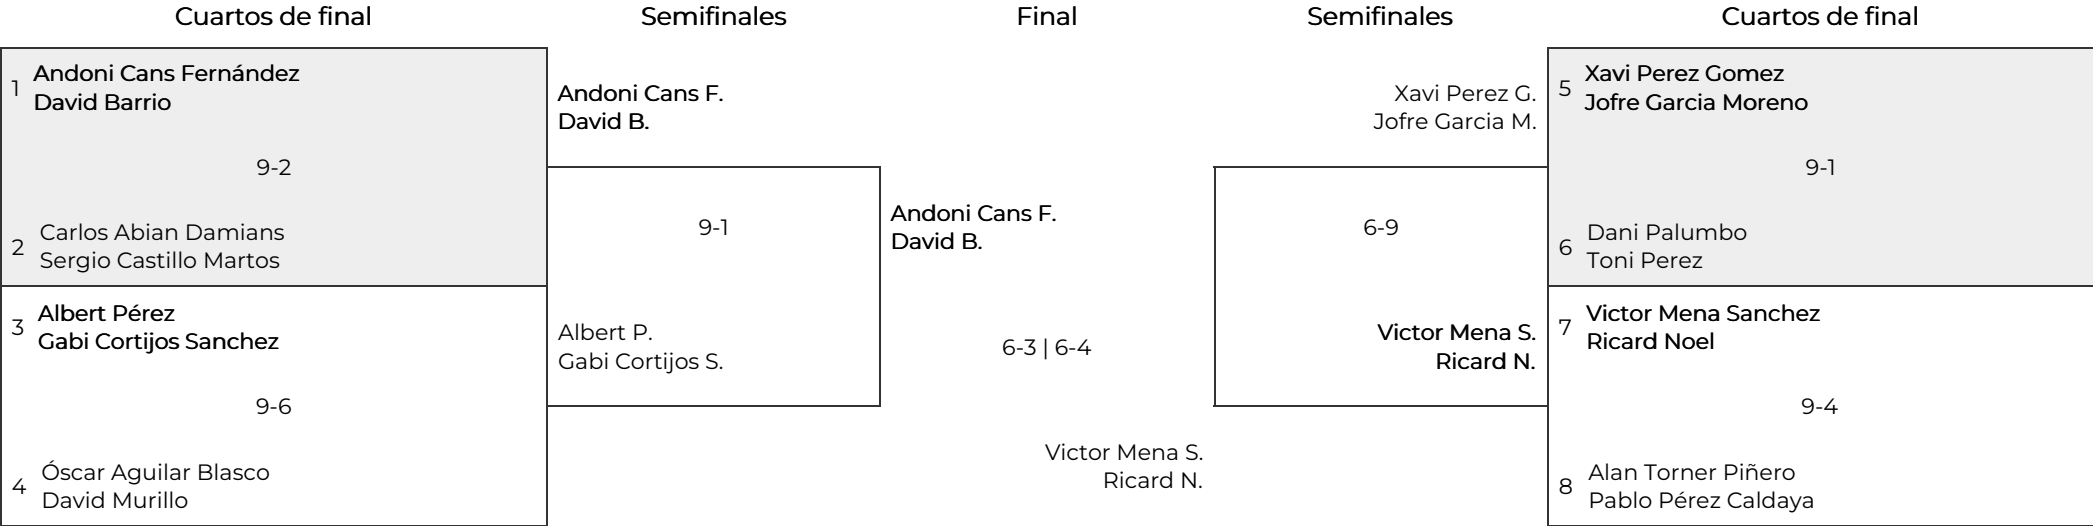 Cuartos de final
Semifinales
Final
Semifinales
Cuartos de final
1
Andoni Cans Fernández
David Barrio
9-2
2
Carlos Abian Damians
Sergio Castillo Martos
3
Albert Pérez
Gabi Cortijos Sanchez
9-6
4
Óscar Aguilar Blasco
David Murillo
Andoni Cans F.
David B.
9-1
Albert P.
Gabi Cortijos S.
Andoni Cans F.
David B.
6-3 | 6-4
Victor Mena S.
Ricard N.
Xavi Perez G.
Jofre Garcia M.
6-9
Victor Mena S.
Ricard N.
5
Xavi Perez Gomez
Jofre Garcia Moreno
9-1
6
Dani Palumbo
Toni Perez
7
Victor Mena Sanchez
Ricard Noel
9-4
8
Alan Torner Piñero
Pablo Pérez Caldaya